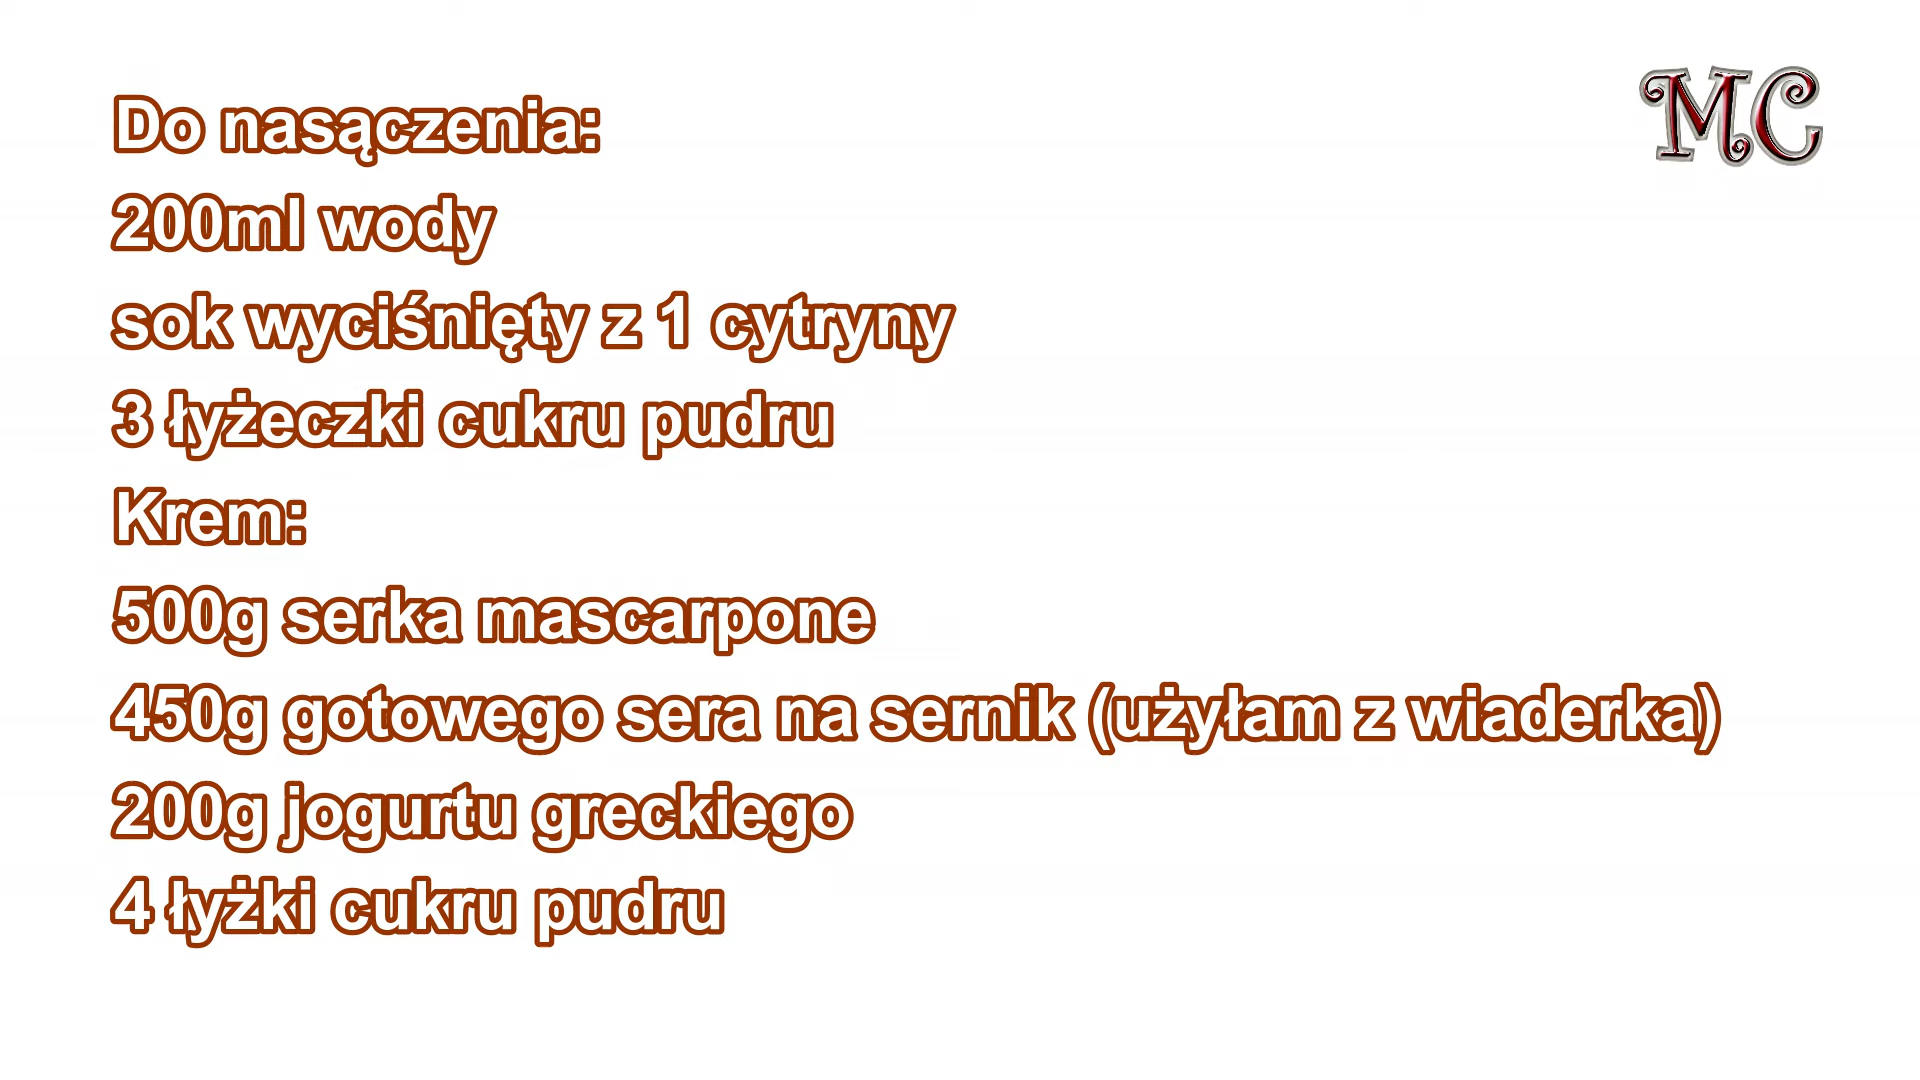 Do nasączenia:
MC
200ml wody
sok wyciśnięty z 1 cytryny
3 łyżeczki cukru pudru
Krem:
500g serka mascarpone
450g gotowego sera na sernik (użyłam z wiaderka)
200g jogurtu greckiego
4 łyżki cukru pudru